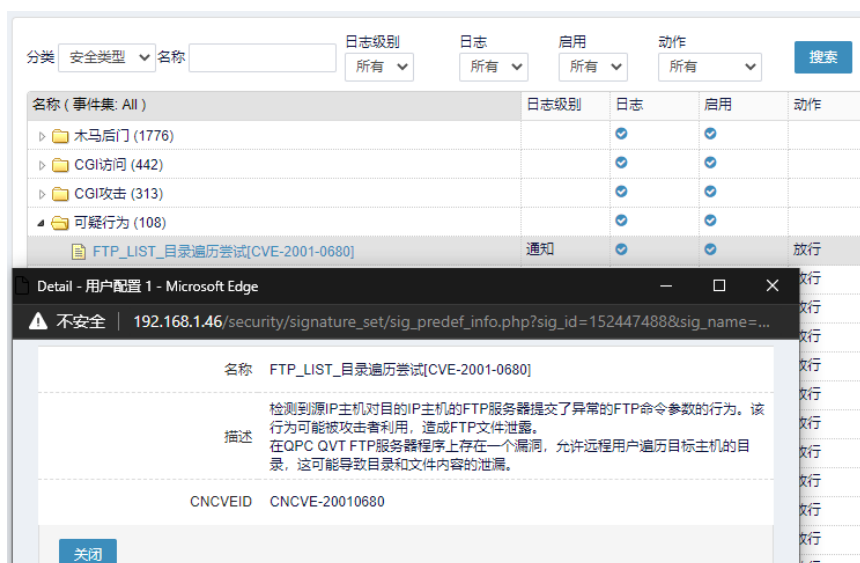 日志级别 日志 启用 动作
分类 安全类型 名称 所有 所有 所有 所有 搜索
名称 ( 事件集: All ) 日志级别 日志 启用 动作
木马后门 (1776)
CGI访问 (442)
CGI攻击 (313)
可疑行为 (108)
FTP_LIST_目录遍历尝试[CVE-2001-0680] 通知 放行
Detail - 用户配置 1 - Microsoft Edge
不安全 192.168.1.46/security/signature_set/sig_predef_info.php?sig_id=152447488&sig_name=...
名称 FTP_LIST_目录遍历尝试[CVE-2001-0680]
描述 检测到源IP主机对目的IP主机的FTP服务器提交了异常的FTP命令参数的行为。该
行为可能被攻击者利用，造成FTP文件泄露。
在QPC QVT FTP服务器程序上存在一个漏洞，允许远程用户遍历目标主机的目
录，这可能导致目录和文件内容的泄漏。
CNCVEID CNCVE-20010680
关闭